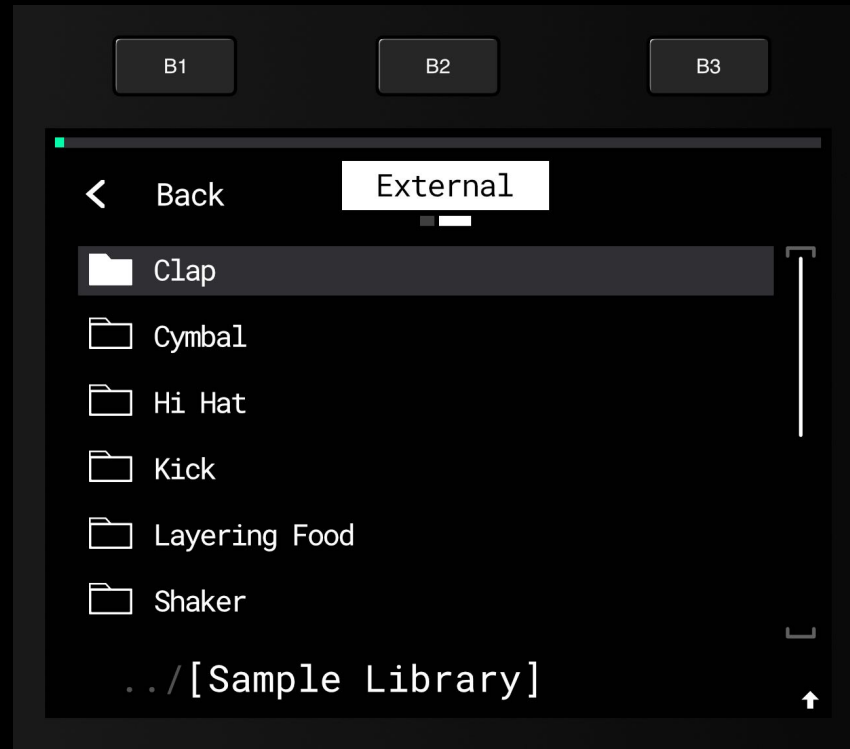 B1 B2 B3
Back External
Clap
Cymbal
Hi Hat
Kick
Layering Food
Shaker
../[Sample Library]